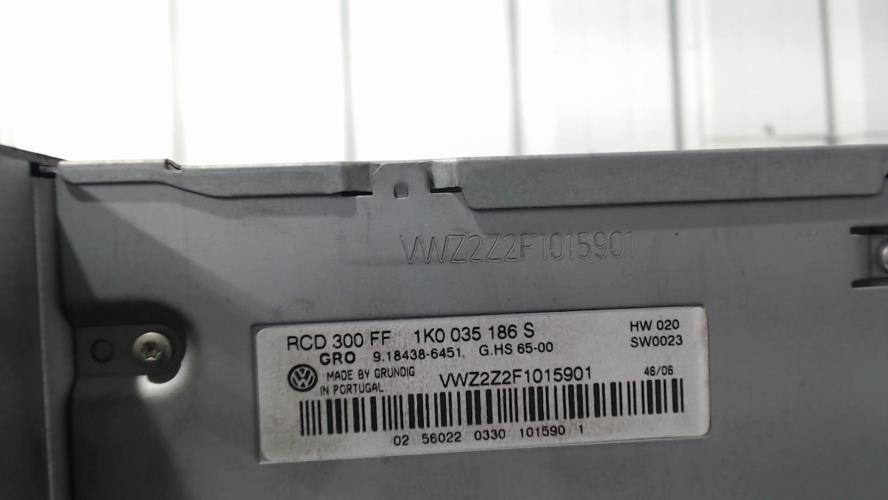 VWZ2Z2F1015901
RCD 300 FF 1K0 035 186 S HW 020
GRO 9.18438-6451, G.HS 65-00 SW0023
MADE BY GRUNDIG
IN PORTUGAL VWZ2Z2F1015901 46/06
02 56022 0330 101590 1